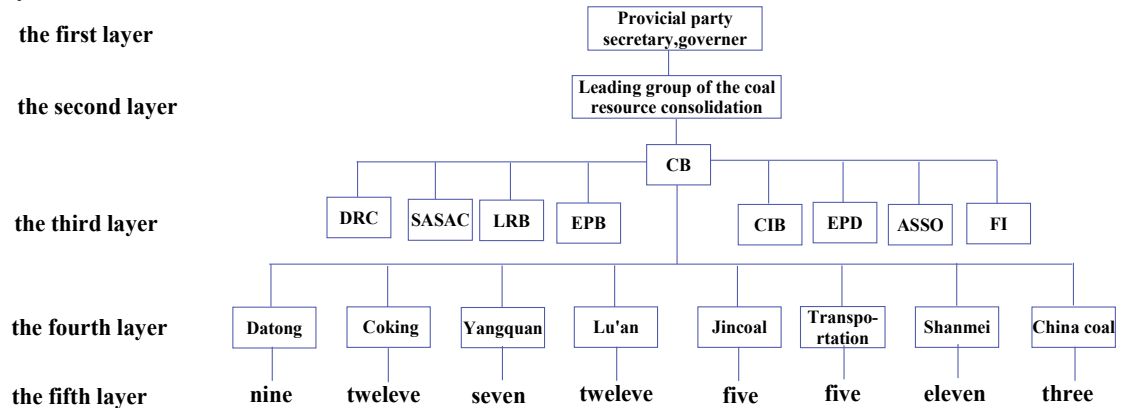 the first layer
Provicial party
secretary,governer
the second layer
Leading group of the coal
resource consolidation
CB
the third layer
DRC
SASAC
LRB
EPB
CIB
EPD
ASSO
FI
the fourth layer
Datong
Coking
Yangquan
Lu'an
Jincoal
Transpo-
rtation
Shanmei
China coal
the fifth layer
nine
tweleve
seven
tweleve
five
five
eleven
three